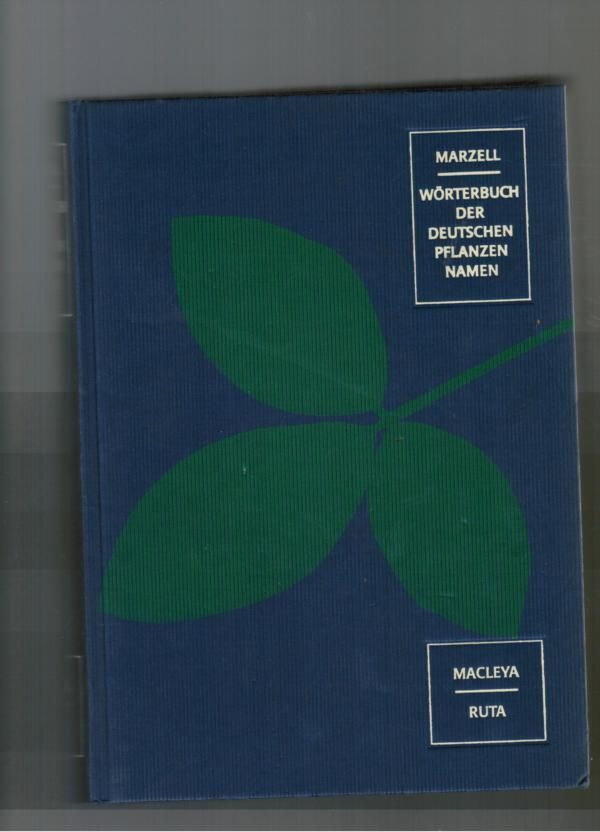 MARZELL
WÖRTERBUCH
DER
DEUTSCHEN
PFLANZEN
NAMEN
MACLEYA
RUTA